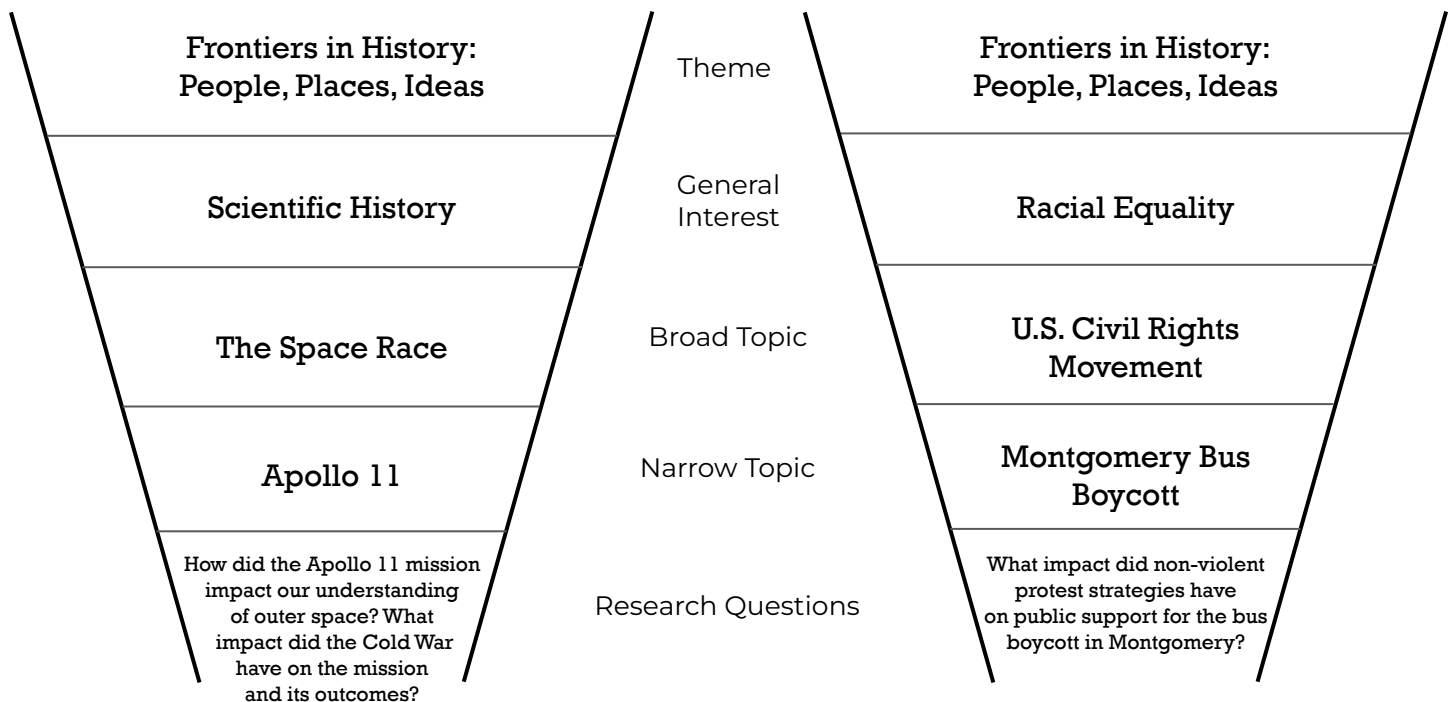 Frontiers in History:
People, Places, Ideas
Theme
Frontiers in History:
People, Places, Ideas
Scientific History
General
Interest
Racial Equality
The Space Race
Broad Topic
U.S. Civil Rights
Movement
Apollo 11
Narrow Topic
Montgomery Bus
Boycott
How did the Apollo 11 mission
impact our understanding
of outer space? What
impact did the Cold War
have on the mission
and its outcomes?
Research Questions
What impact did non-violent
protest strategies have
on public support for the bus
boycott in Montgomery?